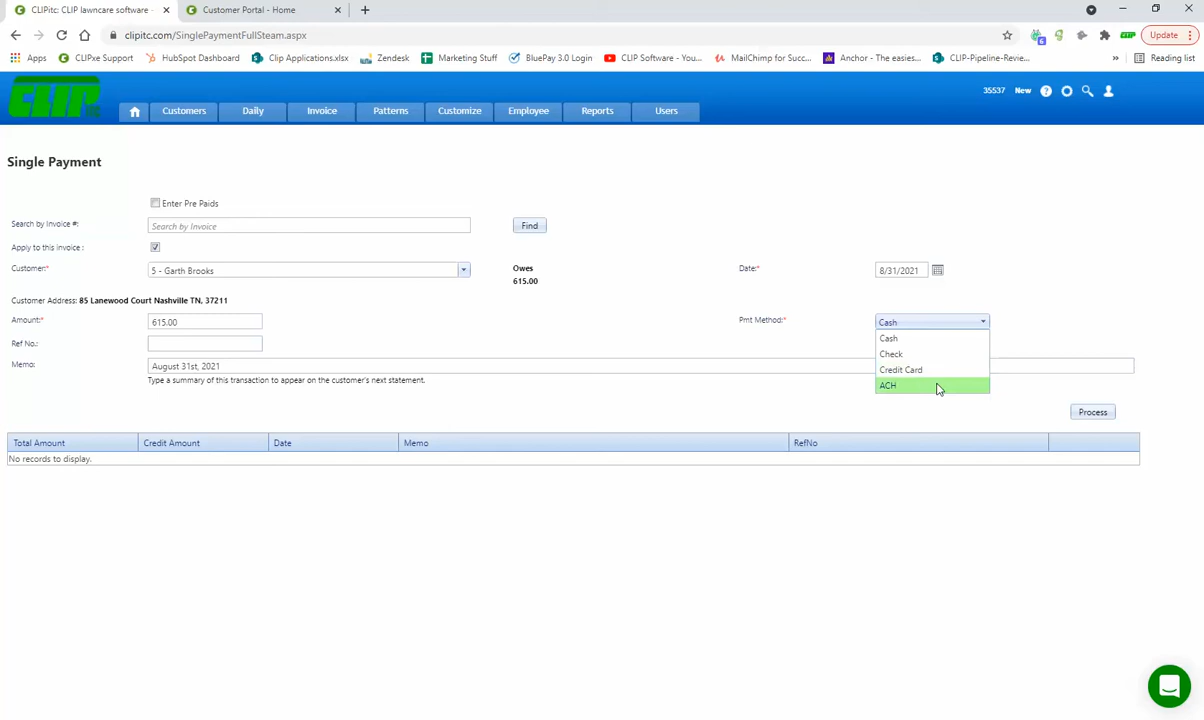 CLIPitc: CLIP lawncare software
Customer Portal - Home
clipitc.com/SinglePaymentFullSteam.aspx
Update
Apps
CLIPxe Support
HubSpot Dashboard
Clip Applications.xlsx
Zendesk
Marketing Stuff
BluePay 3.0 Login
CLIP Software - You...
MailChimp for Succ...
Anchor - The easies...
CLIP-Pipeline-Revie...
»
Reading list
CLIP
35537
New
Customers
Daily
Invoice
Patterns
Customize
Employee
Reports
Users
Single Payment
Enter Pre Paids
Search by Invoice #:
Search by Invoice
Find
Apply to this invoice :
Customer:*
5 - Garth Brooks
Owes
615.00
Date:*
8/31/2021
Customer Address: 85 Lanewood Court Nashville TN, 37211
Amount:*
615.00
Pmt Method:*
Cash
Cash
Check
Credit Card
ACH
Ref No.:
Memo:
August 31st, 2021
Type a summary of this transaction to appear on the customer's next statement.
Process
Total Amount
Credit Amount
Date
Memo
RefNo
No records to display.